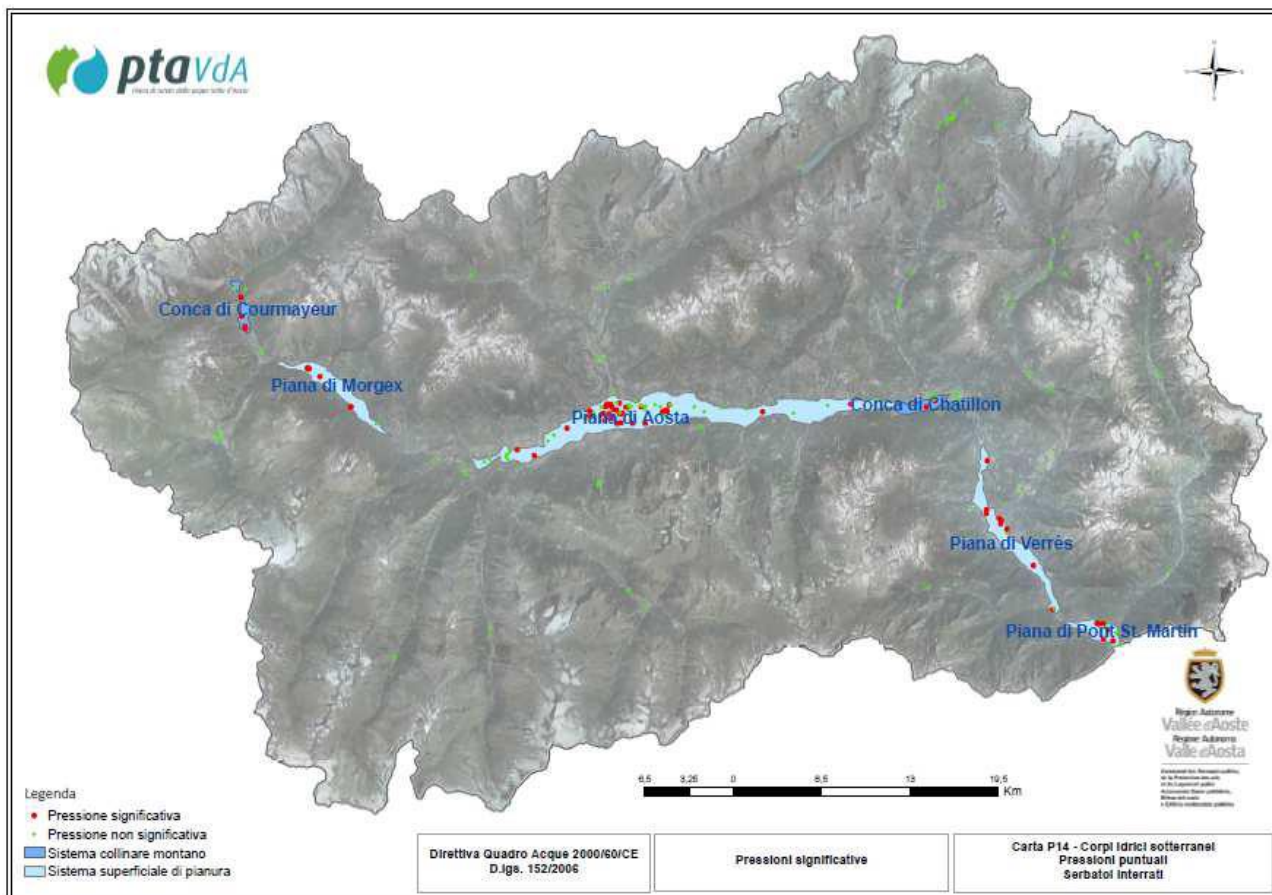 ptavdA
Conca di Courmayeur
Piana di Morgex
Piana di Aosta
Conca di Chatillon
Piana di Verrès
Piana di Pont St. Martin
Région Autonome
Vallée d'Aoste
Regione Autonoma
Valle d'Aosta
6,5 3,25 0 6,5 13 19,5
Km
Legenda
Pressione significativa
Pressione non significativa
Sistema collinare montano
Sistema superficiale di pianura
Direttiva Quadro Acque 2000/60/CE
D.lgs. 152/2006
Pressioni significative
Carta P14 - Corpi idrici sotterranei
Pressioni puntuali
Serbatoi interrati